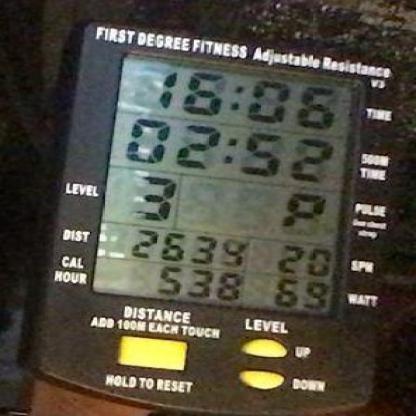 FIRST DEGREE FITNESS Adjustable Resistance
V3
16:06 TIME
02:52 500M TIME
LEVEL 3 P PULSE
DIST 2639 20 SPM
CAL HOUR 538 69 WATT
DISTANCE
ADD 100M EACH TOUCH
HOLD TO RESET
LEVEL
UP
DOWN